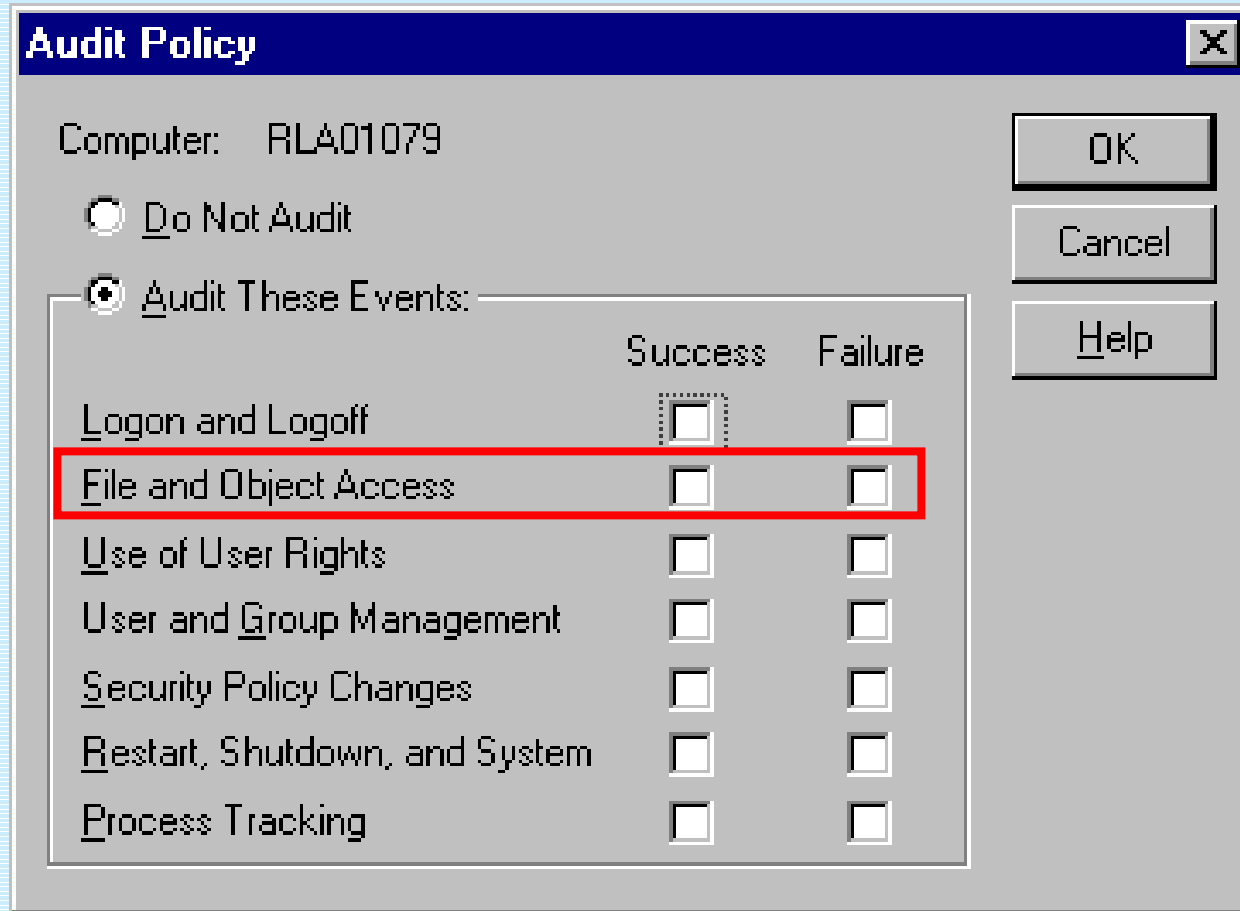 Audit Policy
Computer: RLA01079
Do Not Audit
Audit These Events:
Success Failure
Logon and Logoff
File and Object Access
Use of User Rights
User and Group Management
Security Policy Changes
Restart, Shutdown, and System
Process Tracking
OK
Cancel
Help